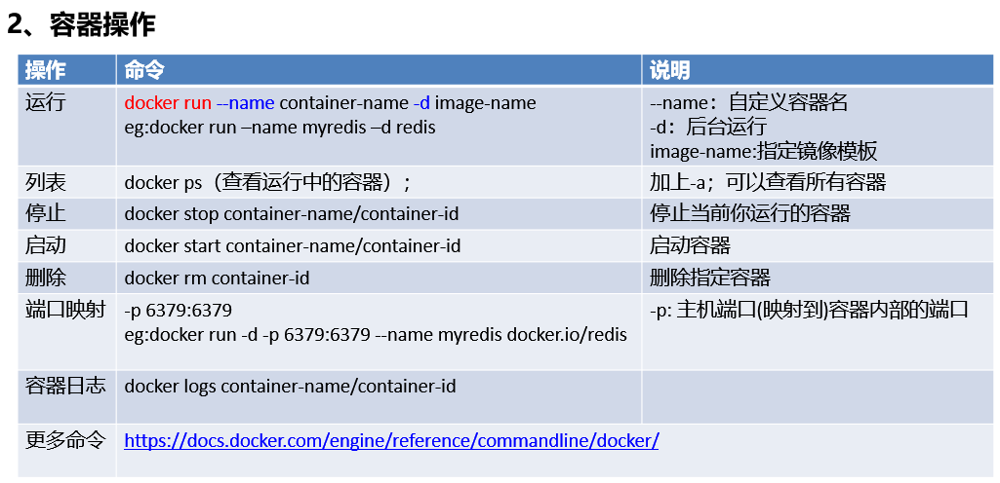 2、容器操作
操作 命令 说明
运行 docker run --name container-name -d image-name --name：自定义容器名
eg:docker run –name myredis –d redis -d：后台运行
image-name:指定镜像模板
列表 docker ps（查看运行中的容器）； 加上-a；可以查看所有容器
停止 docker stop container-name/container-id 停止当前你运行的容器
启动 docker start container-name/container-id 启动容器
删除 docker rm container-id 删除指定容器
端口映射 -p 6379:6379 -p: 主机端口(映射到)容器内部的端口
eg:docker run -d -p 6379:6379 --name myredis docker.io/redis
容器日志 docker logs container-name/container-id
更多命令 https://docs.docker.com/engine/reference/commandline/docker/